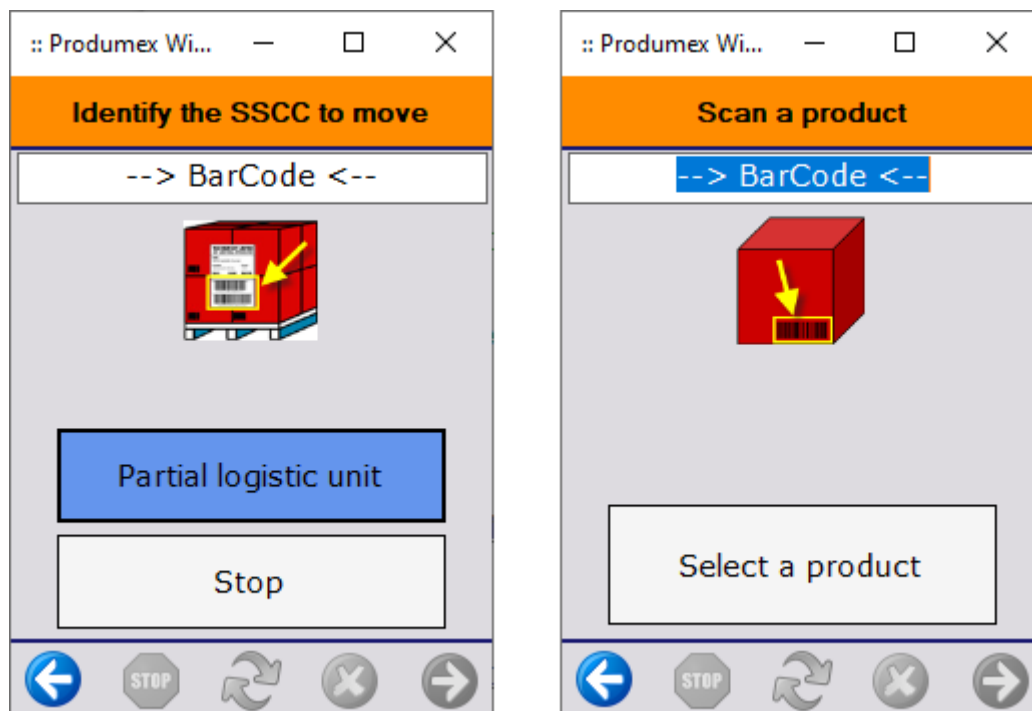 :: Produmex Wi...
Identify the SSCC to move
--> BarCode <--
Partial logistic unit
Stop
STOP
:: Produmex Wi...
Scan a product
--> BarCode <--
Select a product
STOP